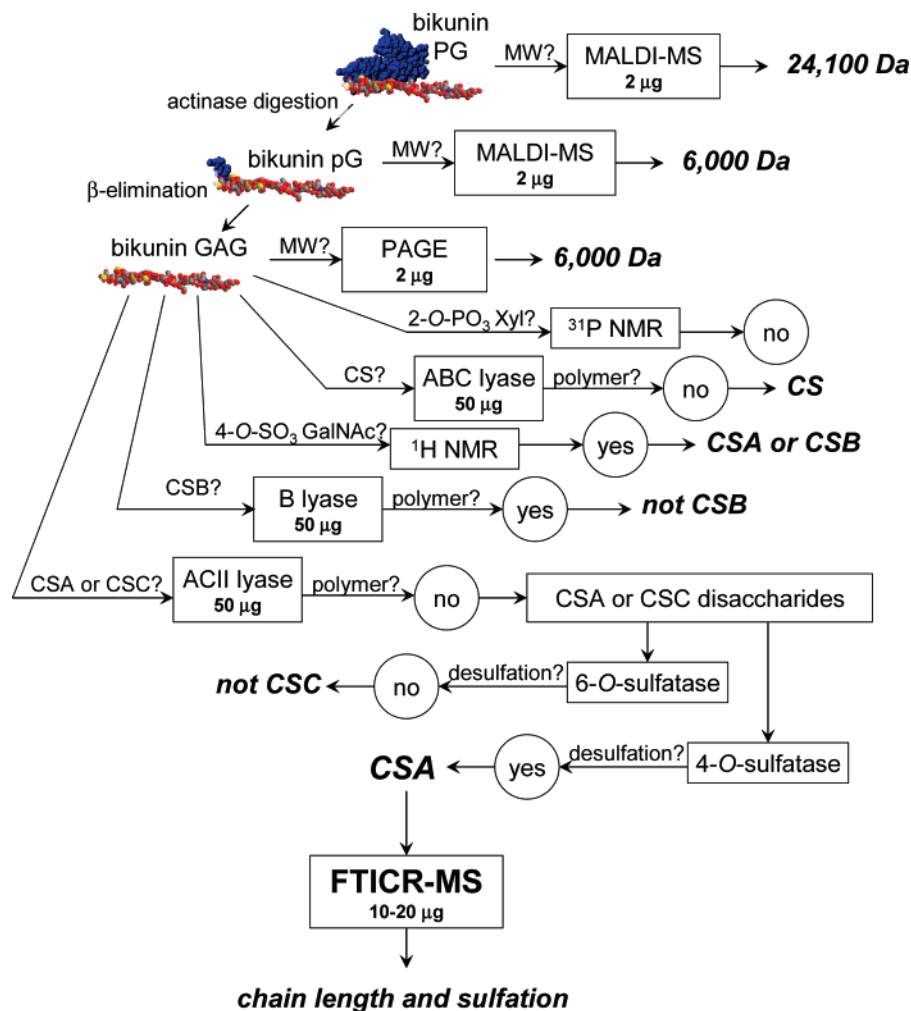 bikunin
PG
MW?
MALDI-MS
2 μg
24,100 Da
actinase digestion
bikunin pG
MW?
MALDI-MS
2 μg
6,000 Da
β-elimination
bikunin GAG
MW?
PAGE
2 μg
6,000 Da
2-O-PO₃ Xyl?
³¹P NMR
no
CS?
ABC lyase
50 μg
polymer?
no
CS
4-O-SO₃ GalNAc?
¹H NMR
yes
CSA or CSB
CSB?
B lyase
50 μg
polymer?
yes
not CSB
CSA or CSC?
ACII lyase
50 μg
polymer?
no
CSA or CSC disaccharides
not CSC
no
desulfation?
6-O-sulfatase
CSA
yes
desulfation?
4-O-sulfatase
FTICR-MS
10-20 μg
chain length and sulfation